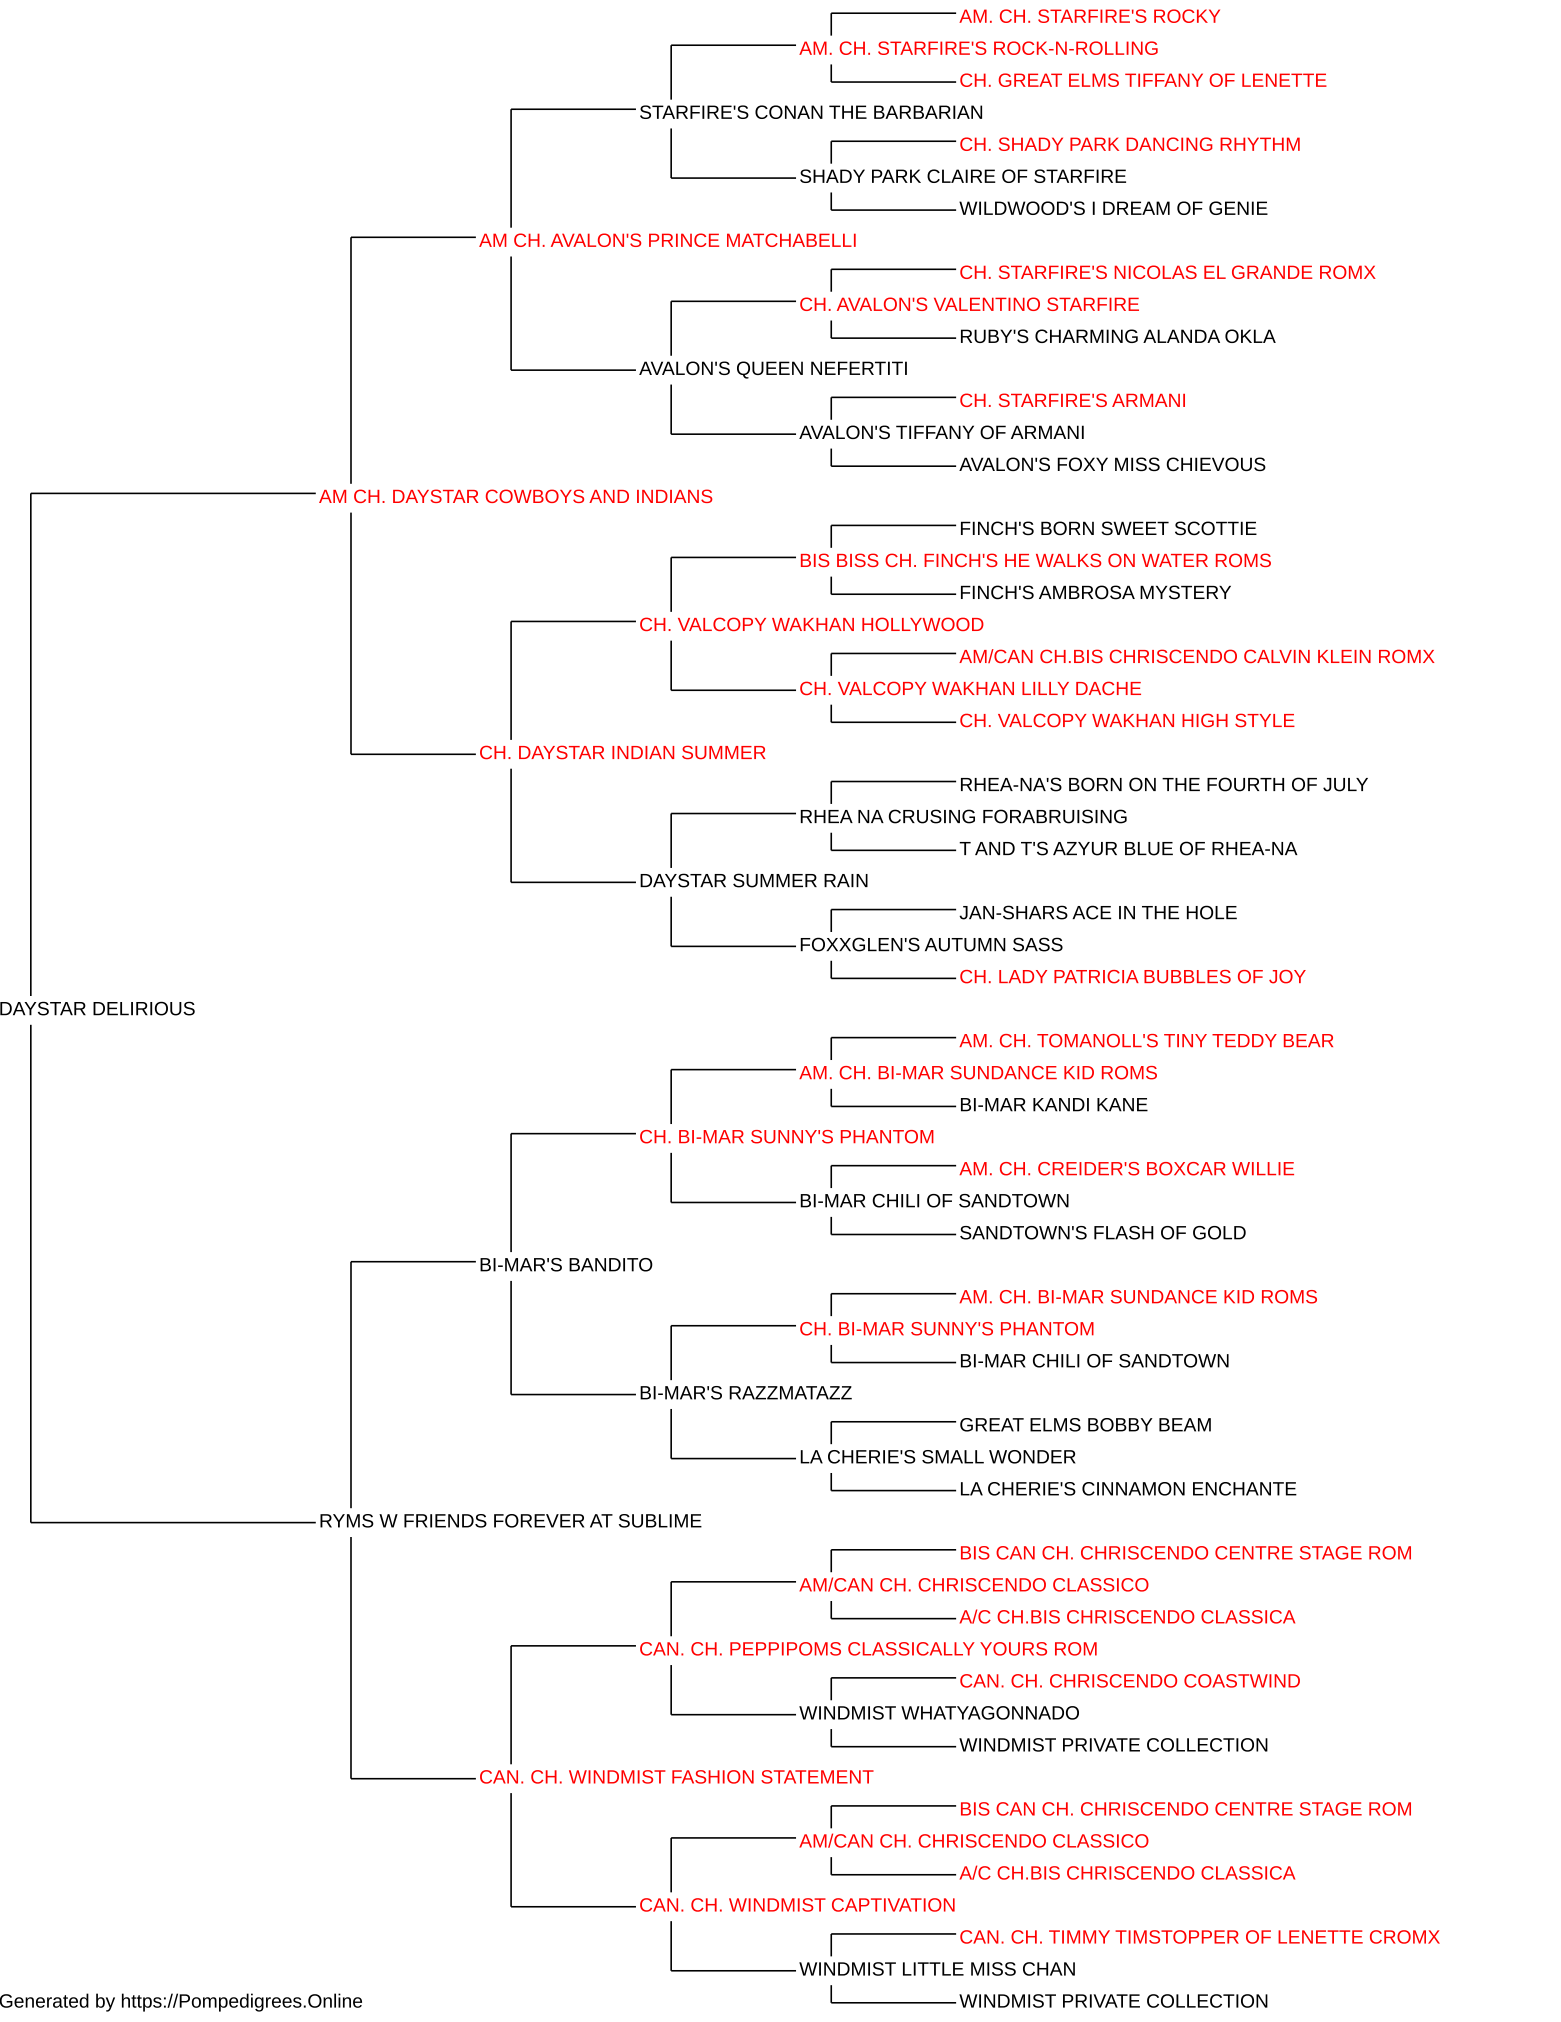 AM. CH. STARFIRE'S ROCKY
AM. CH. STARFIRE'S ROCK-N-ROLLING
CH. GREAT ELMS TIFFANY OF LENETTE
STARFIRE'S CONAN THE BARBARIAN
CH. SHADY PARK DANCING RHYTHM
SHADY PARK CLAIRE OF STARFIRE
WILDWOOD'S I DREAM OF GENIE
AM CH. AVALON'S PRINCE MATCHABELLI
CH. STARFIRE'S NICOLAS EL GRANDE ROMX
CH. AVALON'S VALENTINO STARFIRE
RUBY'S CHARMING ALANDA OKLA
AVALON'S QUEEN NEFERTITI
CH. STARFIRE'S ARMANI
AVALON'S TIFFANY OF ARMANI
AVALON'S FOXY MISS CHIEVOUS
AM CH. DAYSTAR COWBOYS AND INDIANS
FINCH'S BORN SWEET SCOTTIE
BIS BISS CH. FINCH'S HE WALKS ON WATER ROMS
FINCH'S AMBROSA MYSTERY
CH. VALCOPY WAKHAN HOLLYWOOD
AM/CAN CH.BIS CHRISCENDO CALVIN KLEIN ROMX
CH. VALCOPY WAKHAN LILLY DACHE
CH. VALCOPY WAKHAN HIGH STYLE
CH. DAYSTAR INDIAN SUMMER
RHEA-NA'S BORN ON THE FOURTH OF JULY
RHEA NA CRUSING FORABRUISING
T AND T'S AZYUR BLUE OF RHEA-NA
DAYSTAR SUMMER RAIN
JAN-SHARS ACE IN THE HOLE
FOXXGLEN'S AUTUMN SASS
CH. LADY PATRICIA BUBBLES OF JOY
DAYSTAR DELIRIOUS
AM. CH. TOMANOLL'S TINY TEDDY BEAR
AM. CH. BI-MAR SUNDANCE KID ROMS
BI-MAR KANDI KANE
CH. BI-MAR SUNNY'S PHANTOM
AM. CH. CREIDER'S BOXCAR WILLIE
BI-MAR CHILI OF SANDTOWN
SANDTOWN'S FLASH OF GOLD
BI-MAR'S BANDITO
AM. CH. BI-MAR SUNDANCE KID ROMS
CH. BI-MAR SUNNY'S PHANTOM
BI-MAR CHILI OF SANDTOWN
BI-MAR'S RAZZMATAZZ
GREAT ELMS BOBBY BEAM
LA CHERIE'S SMALL WONDER
LA CHERIE'S CINNAMON ENCHANTE
RYMS W FRIENDS FOREVER AT SUBLIME
BIS CAN CH. CHRISCENDO CENTRE STAGE ROM
AM/CAN CH. CHRISCENDO CLASSICO
A/C CH.BIS CHRISCENDO CLASSICA
CAN. CH. PEPPIPOMS CLASSICALLY YOURS ROM
CAN. CH. CHRISCENDO COASTWIND
WINDMIST WHATYAGONNADO
WINDMIST PRIVATE COLLECTION
CAN. CH. WINDMIST FASHION STATEMENT
BIS CAN CH. CHRISCENDO CENTRE STAGE ROM
AM/CAN CH. CHRISCENDO CLASSICO
A/C CH.BIS CHRISCENDO CLASSICA
CAN. CH. WINDMIST CAPTIVATION
CAN. CH. TIMMY TIMSTOPPER OF LENETTE CROMX
WINDMIST LITTLE MISS CHAN
WINDMIST PRIVATE COLLECTION
Generated by https://Pompedigrees.Online